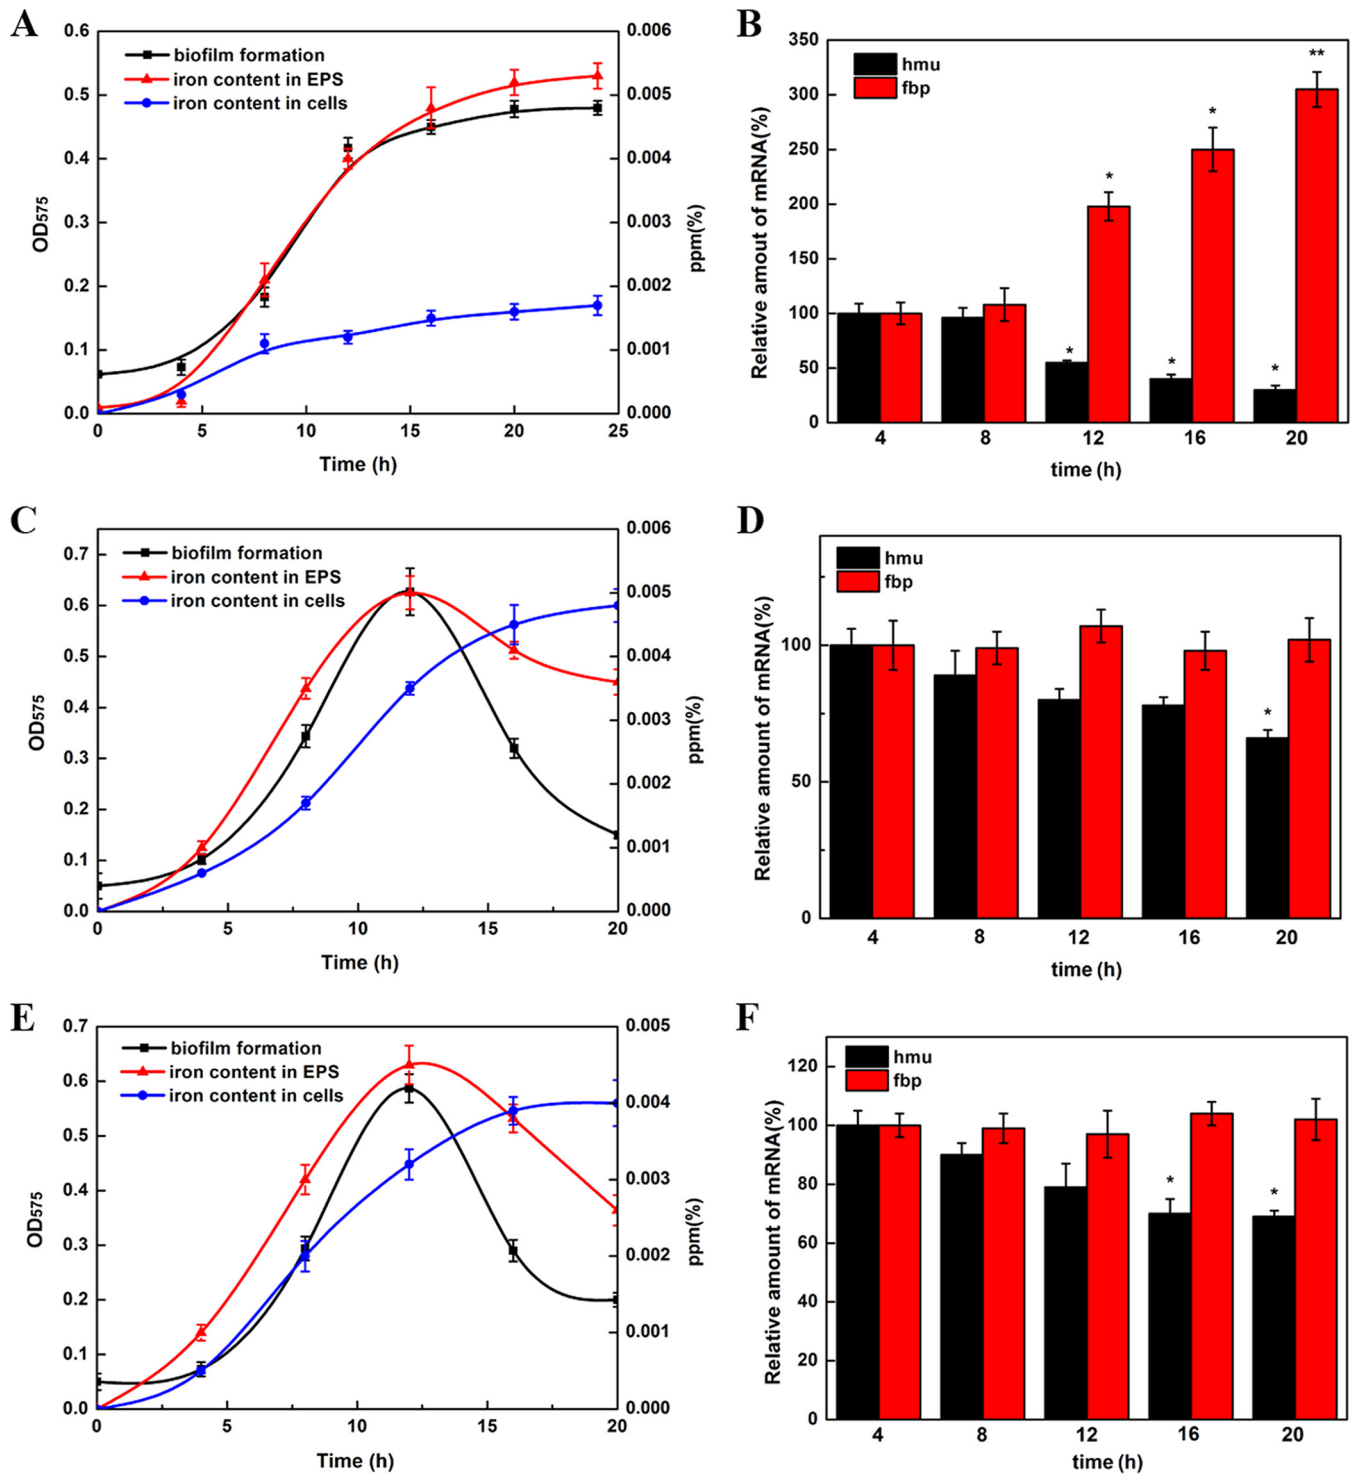 A
biofilm formation
iron content in EPS
iron content in cells
0.6
0.5
0.4
0.3
0.2
0.1
0.0
OD575
0.006
0.005
0.004
0.003
0.002
0.001
0.000
ppm(%)
0 5 10 15 20 25
Time (h)
B
hmu
fbp
350
300
250
200
150
100
50
0
Relative amout of mRNA(%)
* * * * * * **
4 8 12 16 20
time (h)
C
biofilm formation
iron content in EPS
iron content in cells
0.7
0.6
0.5
0.4
0.3
0.2
0.1
0.0
OD575
0.006
0.005
0.004
0.003
0.002
0.001
0.000
ppm(%)
0 5 10 15 20
Time (h)
D
hmu
fbp
100
50
0
Relative amount of mRNA(%)
*
4 8 12 16 20
time (h)
E
biofilm formation
iron content in EPS
iron content in cells
0.7
0.6
0.5
0.4
0.3
0.2
0.1
0.0
OD575
0.005
0.004
0.003
0.002
0.001
0.000
ppm(%)
0 5 10 15 20
Time (h)
F
hmu
fbp
120
100
80
60
40
20
0
Relative amount of mRNA(%)
* *
4 8 12 16 20
time (h)